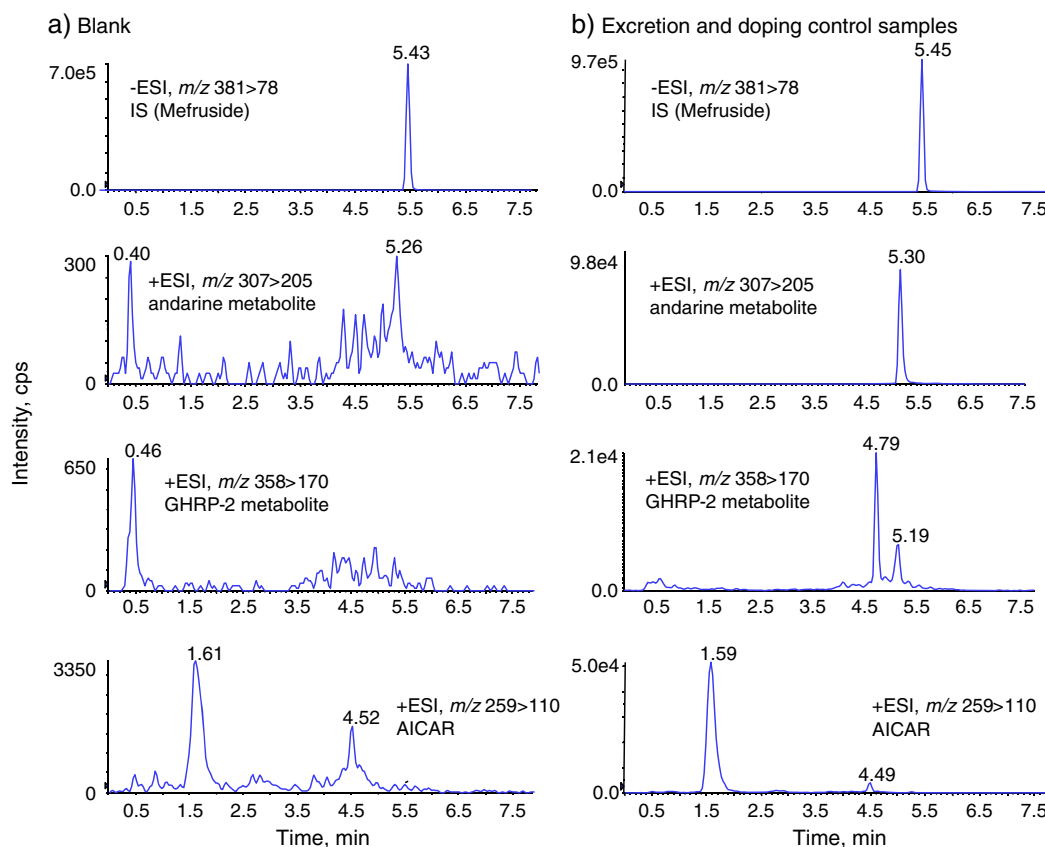 a) Blank
5.43
7.0e5
-ESI, m/z 381>78
IS (Mefruside)
0.0
0.5 1.5 2.5 3.5 4.5 5.5 6.5 7.5
0.40
5.26
300
+ESI, m/z 307>205
andarine metabolite
0
0.5 1.5 2.5 3.5 4.5 5.5 6.5 7.5
0.46
650
+ESI, m/z 358>170
GHRP-2 metabolite
0
0.5 1.5 2.5 3.5 4.5 5.5 6.5 7.5
1.61
3350
+ESI, m/z 259>110
AICAR
4.52
0
0.5 1.5 2.5 3.5 4.5 5.5 6.5 7.5
Time, min
Intensity, cps
b) Excretion and doping control samples
5.45
9.7e5
-ESI, m/z 381>78
IS (Mefruside)
0.0
0.5 1.5 2.5 3.5 4.5 5.5 6.5 7.5
5.30
9.8e4
+ESI, m/z 307>205
andarine metabolite
0.0
0.5 1.5 2.5 3.5 4.5 5.5 6.5 7.5
4.79
2.1e4
+ESI, m/z 358>170
GHRP-2 metabolite
5.19
0.0
0.5 1.5 2.5 3.5 4.5 5.5 6.5 7.5
1.59
5.0e4
+ESI, m/z 259>110
AICAR
4.49
0.0
0.5 1.5 2.5 3.5 4.5 5.5 6.5 7.5
Time, min